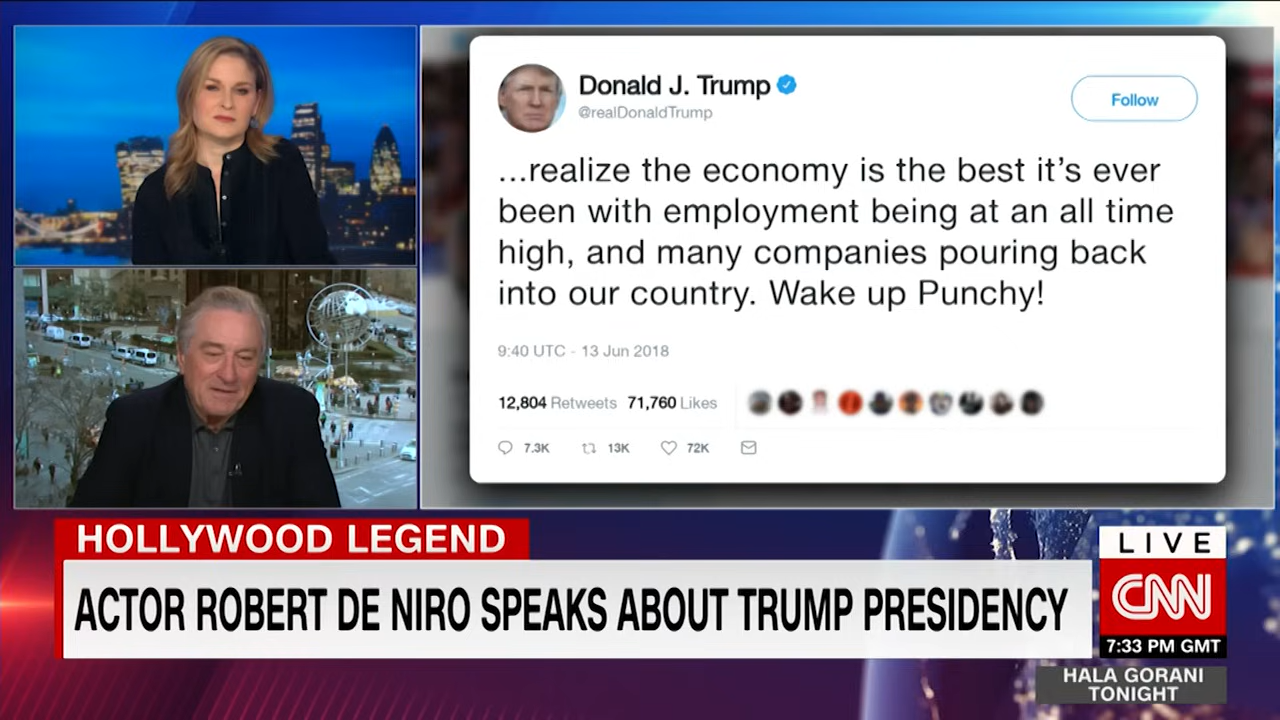 Donald J. Trump
@realDonaldTrump
Follow
...realize the economy is the best it's ever
been with employment being at an all time
high, and many companies pouring back
into our country. Wake up Punchy!
9:40 UTC - 13 Jun 2018
12,804 Retweets 71,760 Likes
7.3K 13K 72K
HOLLYWOOD LEGEND
ACTOR ROBERT DE NIRO SPEAKS ABOUT TRUMP PRESIDENCY
LIVE
CNN
7:33 PM GMT
HALA GORANI
TONIGHT